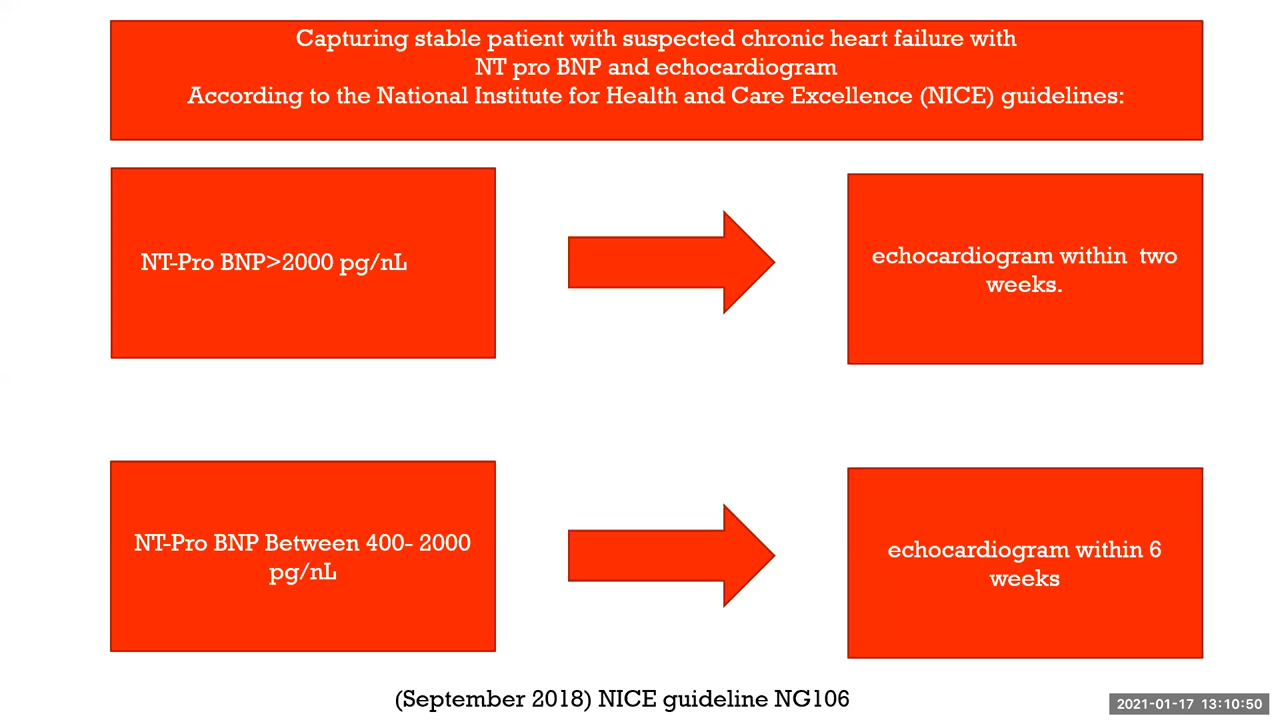 Capturing stable patient with suspected chronic heart failure with
NT pro BNP and echocardiogram
According to the National Institute for Health and Care Excellence (NICE) guidelines:
NT-Pro BNP>2000 pg/nL
echocardiogram within two
weeks.
NT-Pro BNP Between 400- 2000
pg/nL
echocardiogram within 6
weeks
(September 2018) NICE guideline NG106
2021-01-17 13:10:50